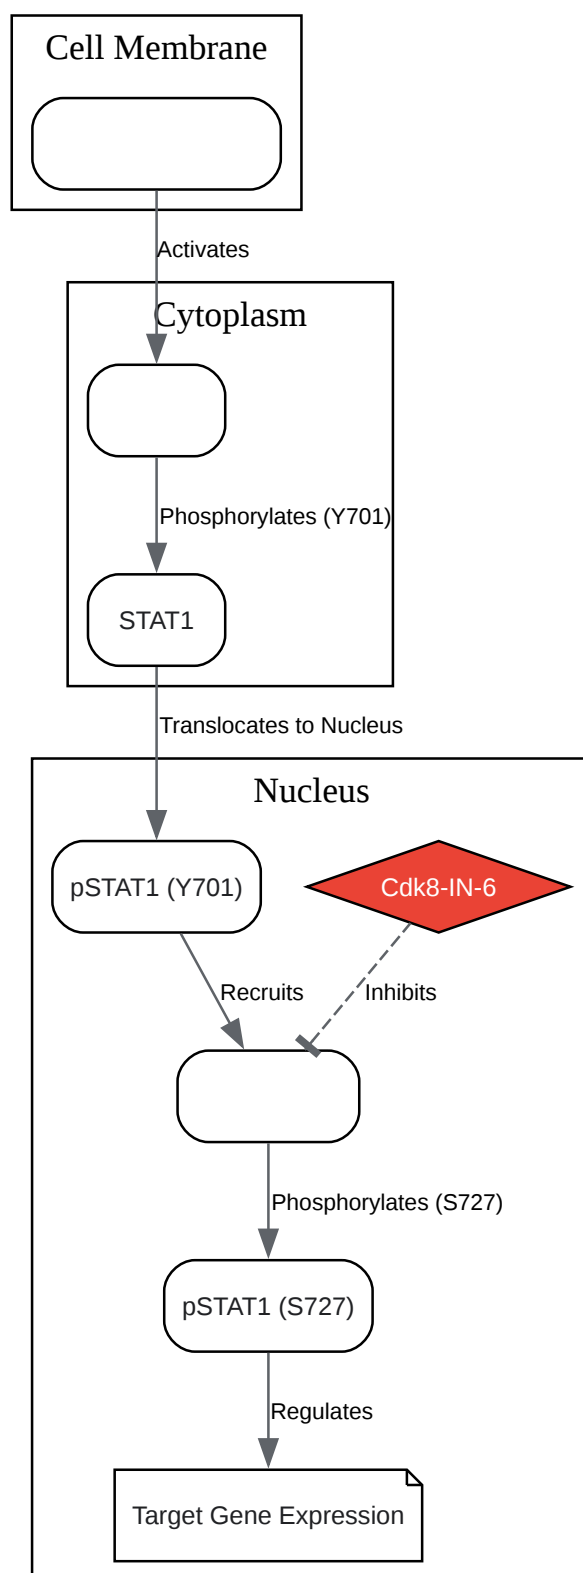 Cell Membrane
Activates
Cytoplasm
Phosphorylates (Y701)
STAT1
Translocates to Nucleus
Nucleus
pSTAT1 (Y701)
Cdk8-IN-6
Recruits
Inhibits
Phosphorylates (S727)
pSTAT1 (S727)
Regulates
Target Gene Expression